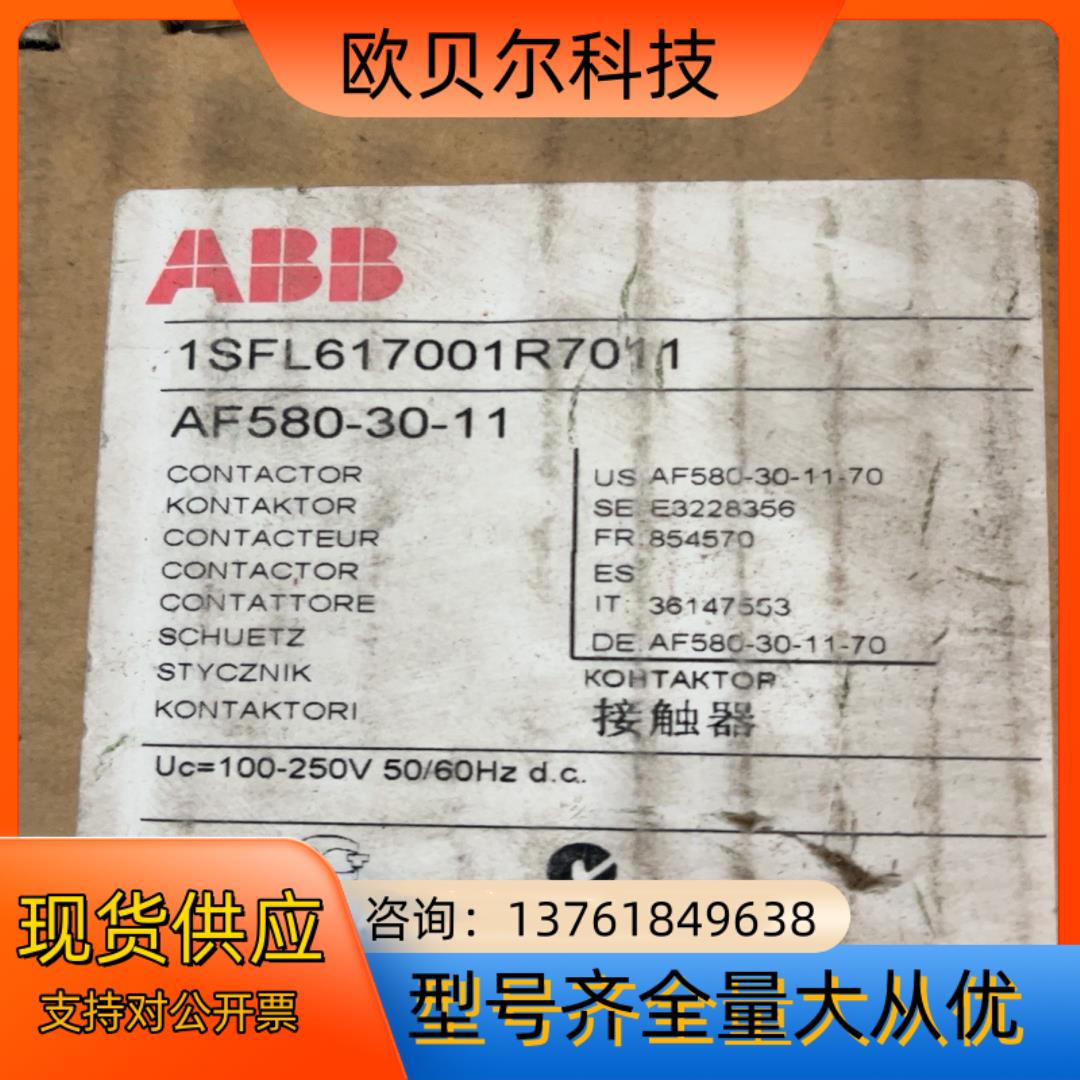 欧贝尔科技
ABB
1SFL617001R7011
AF580-30-11
CONTACTOR
KONTAKTOR
CONTACTEUR
CONTACTOR
CONTATTORE
SCHUETZ
STYCZNIK
KONTAKTORI
US AF580-30-11-70
SE E3228356
FR 854570
ES
IT: 36147553
DE AF580-30-11-70
КОНТАКТОР
接触器
Uc=100-250V 50/60Hz d.c.
现货供应
支持对公开票
咨询：13761849638
型号齐全量大从优